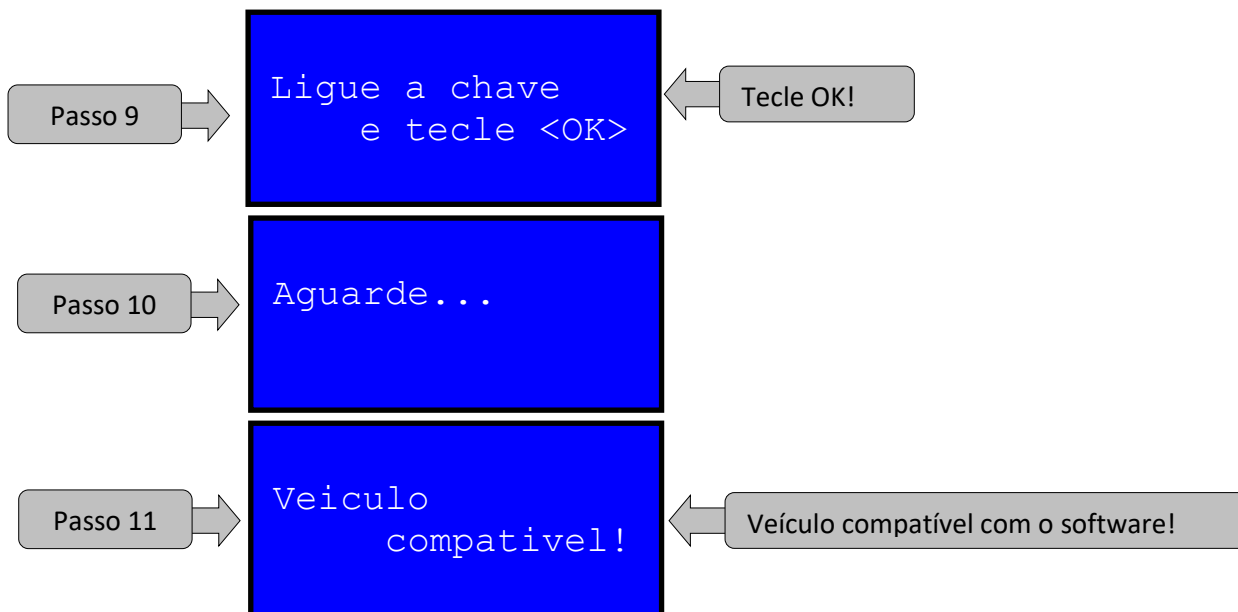 Passo 9
Ligue a chave
e tecle <OK>
Tecle OK!
Passo 10
Aguarde...
Passo 11
Veiculo
compativel!
Veículo compatível com o software!